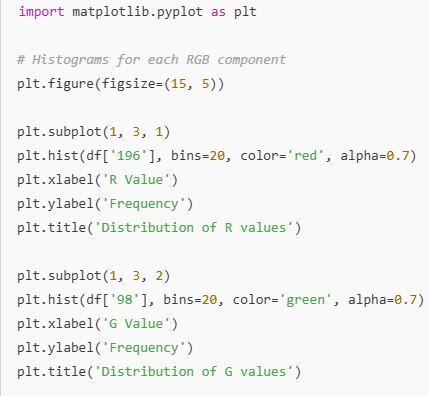 import matplotlib.pyplot as plt
# Histograms for each RGB component
plt.figure(figsize=(15, 5))
plt.subplot(1, 3, 1)
plt.hist(df['196'], bins=20, color='red', alpha=0.7)
plt.xlabel('R Value')
plt.ylabel('Frequency')
plt.title('Distribution of R values')
plt.subplot(1, 3, 2)
plt.hist(df['98'], bins=20, color='green', alpha=0.7)
plt.xlabel('G Value')
plt.ylabel('Frequency')
plt.title('Distribution of G values')